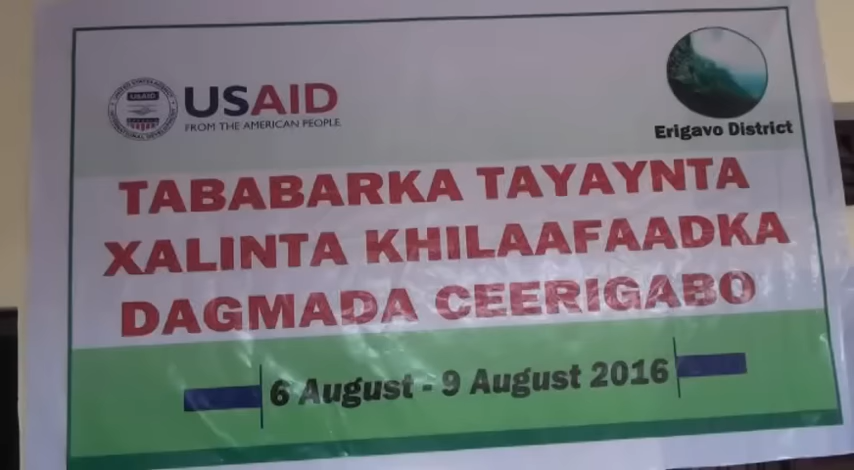 USAID
FROM THE AMERICAN PEOPLE
Erigavo District
TABABARKA TAYAYNTA
XALINTA KHILAAFAADKA
DAGMADA CEERIGABO
6 August - 9 August 2016